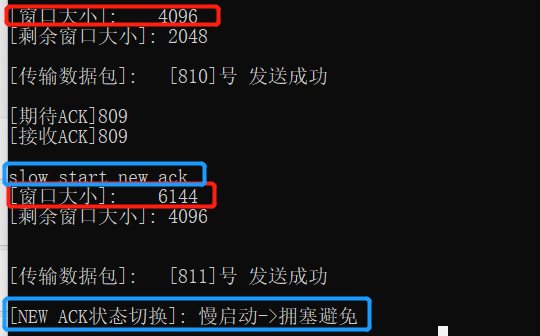 [窗口大小]:    4096
[剩余窗口大小]: 2048
[传输数据包]:   [810]号 发送成功
[期待ACK]809
[接收ACK]809
slow start new ack
[窗口大小]:    6144
[剩余窗口大小]: 4096
[传输数据包]:   [811]号 发送成功
[NEW ACK状态切换]: 慢启动->拥塞避免